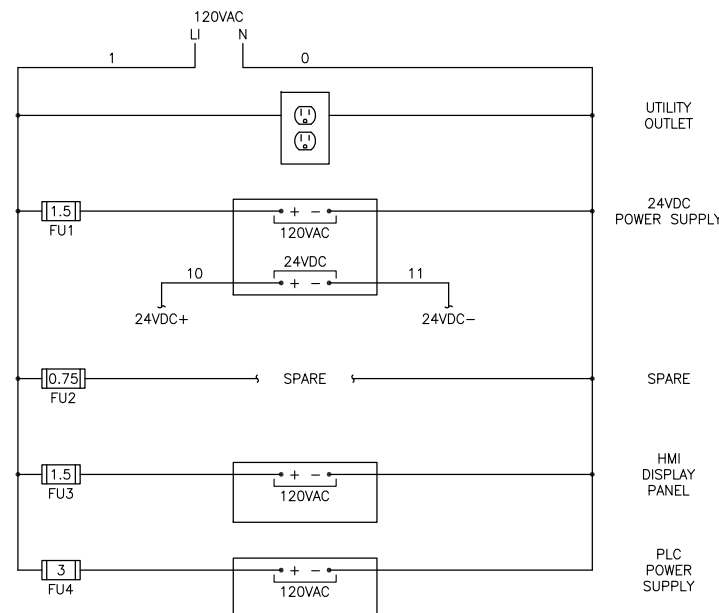 120VAC
LI N
1 0
UTILITY
OUTLET
1.5
FU1
+ −
120VAC
24VDC
POWER SUPPLY
24VDC
10 + − 11
24VDC+ 24VDC−
0.75
FU2
SPARE
SPARE
1.5
FU3
+ −
120VAC
HMI
DISPLAY
PANEL
3
FU4
+ −
120VAC
PLC
POWER
SUPPLY